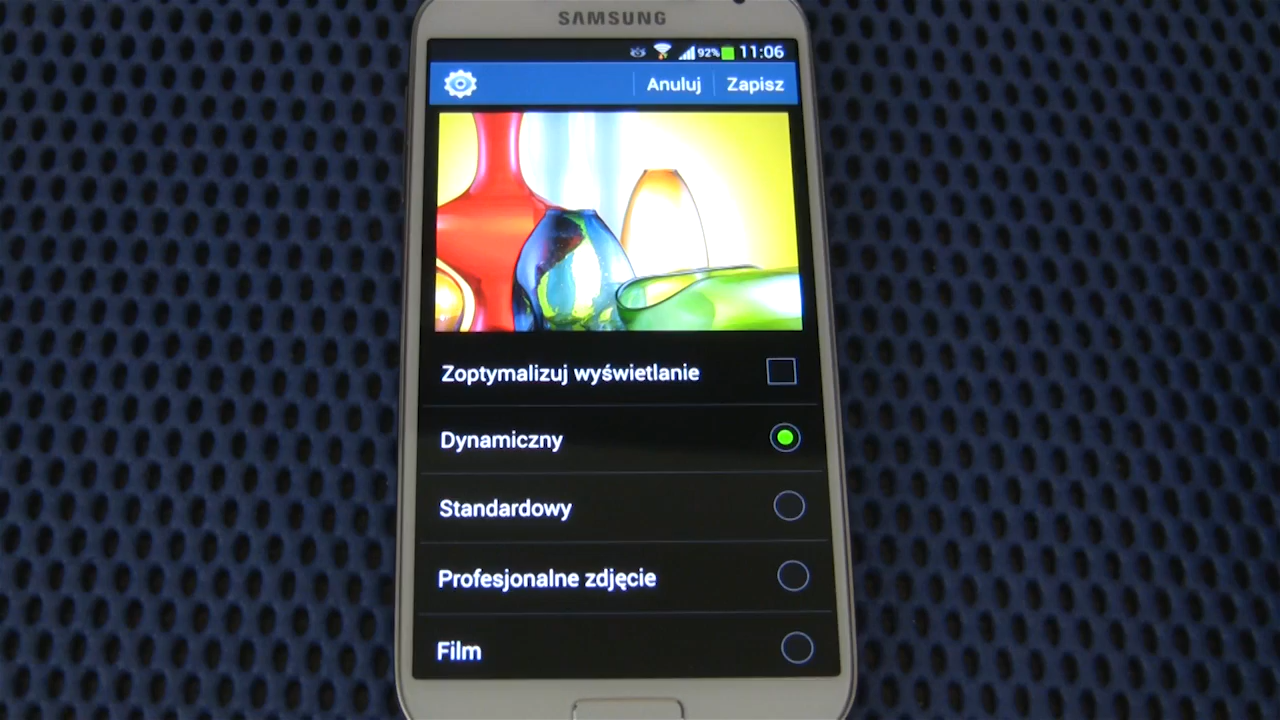 SAMSUNG
92% 11:06
Anuluj Zapisz
Zoptymalizuj wyświetlanie
Dynamiczny
Standardowy
Profesjonalne zdjęcie
Film